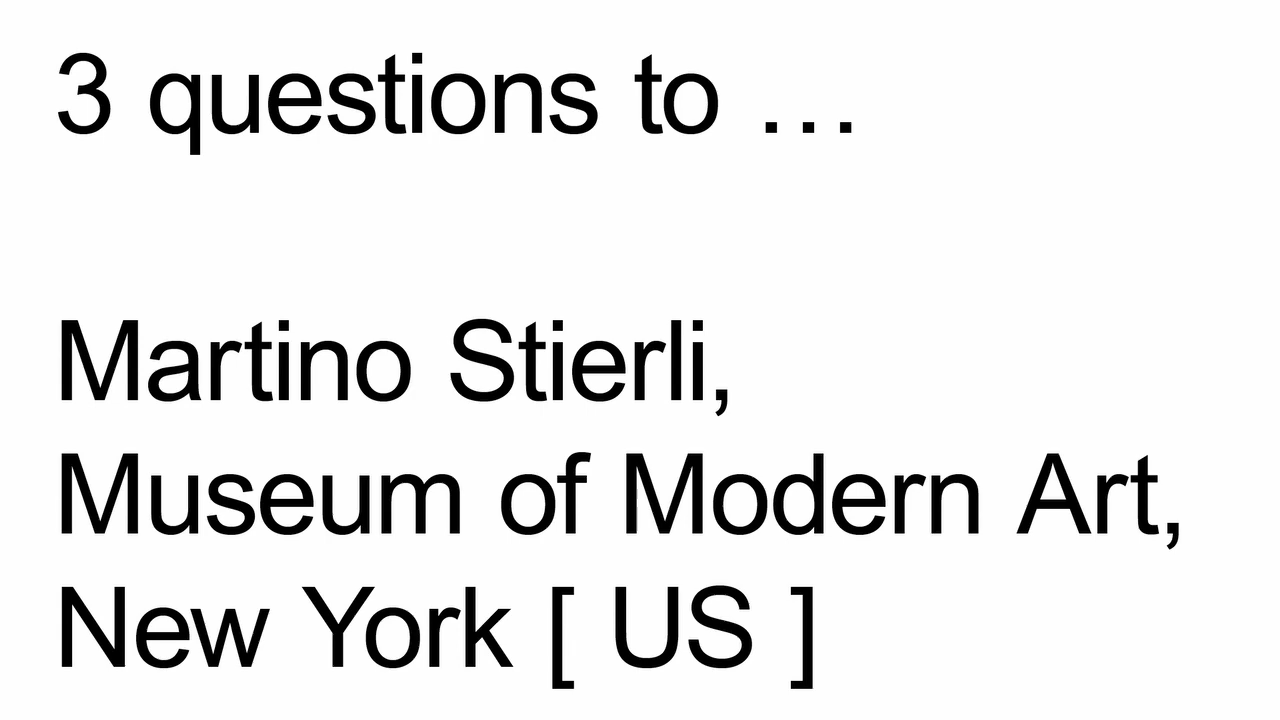 3 questions to …
Martino Stierli,
Museum of Modern Art,
New York [ US ]